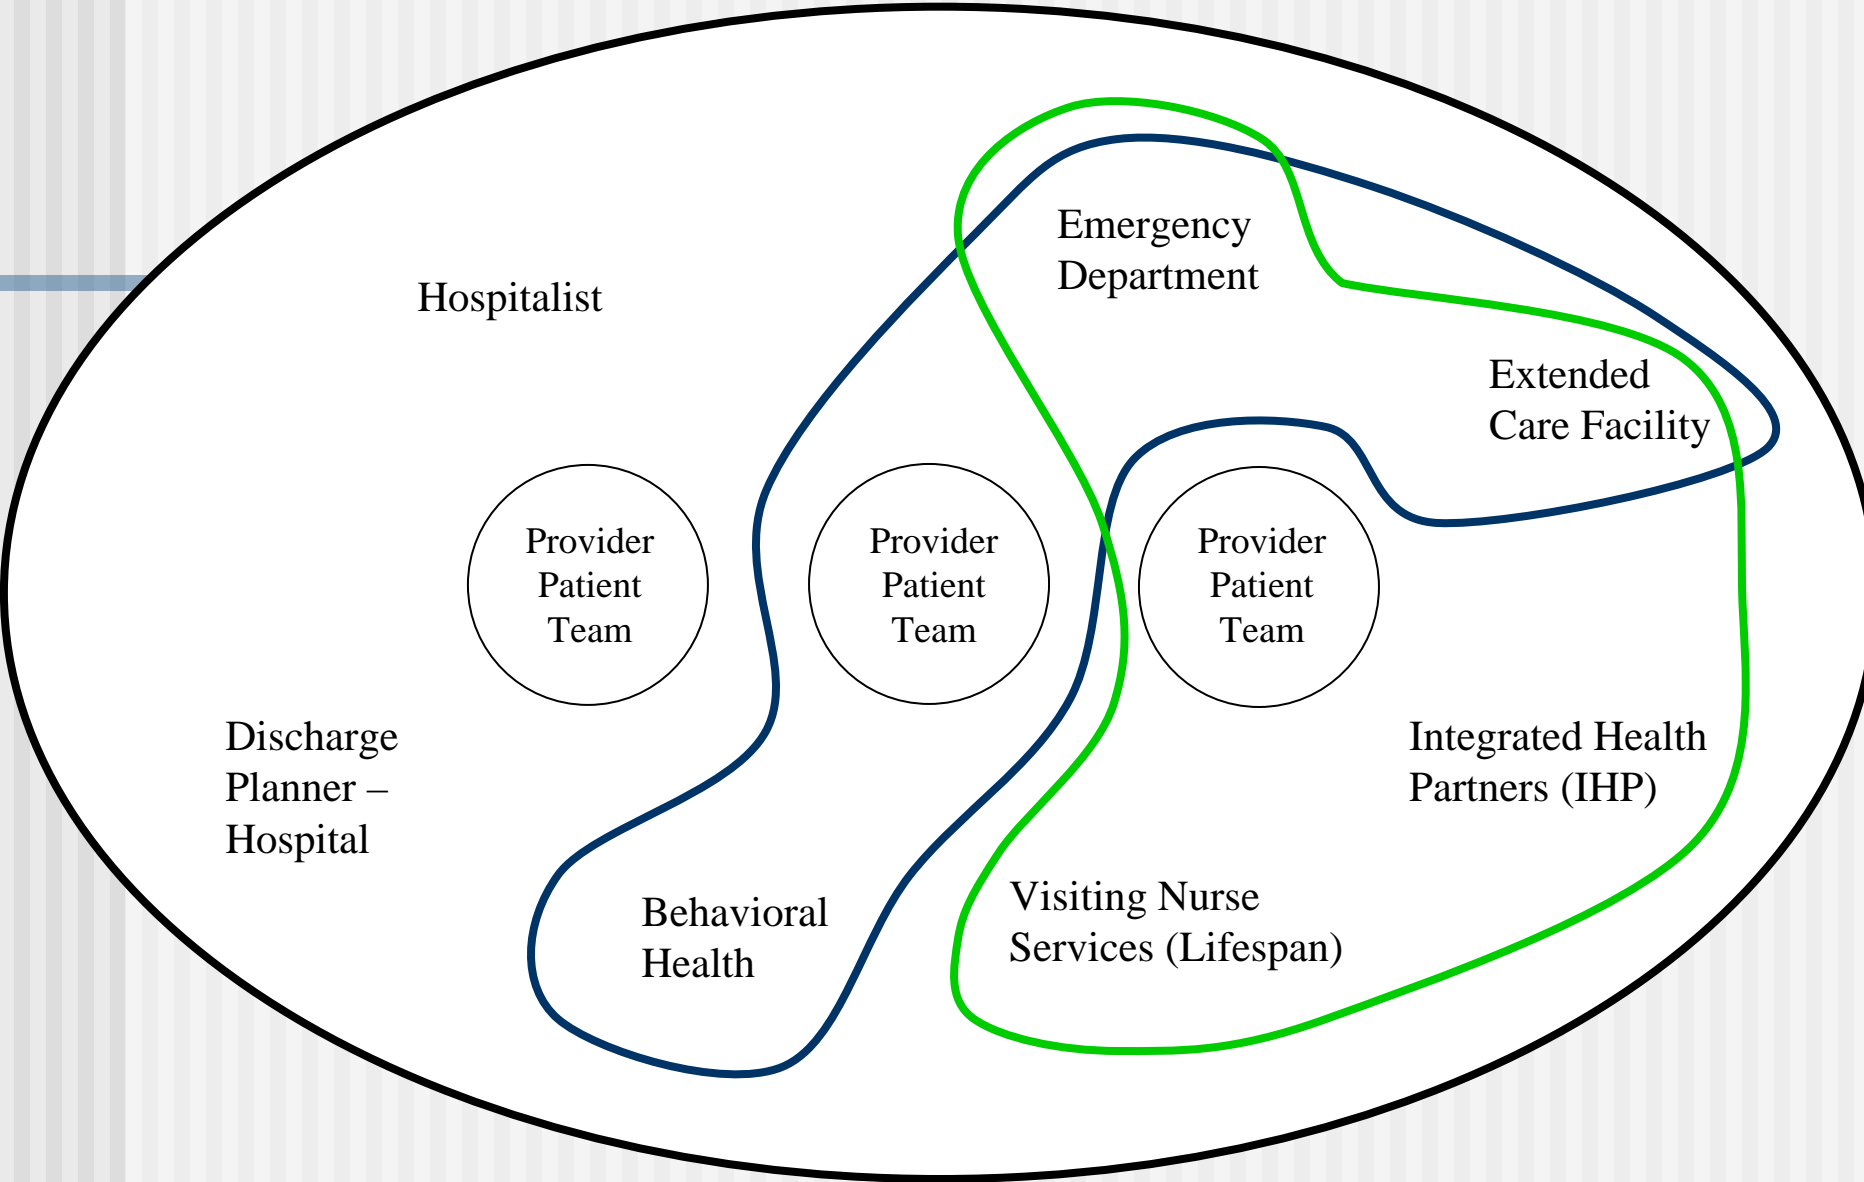 Emergency
Department
Hospitalist
Extended
Care Facility
Provider
Patient
Team
Provider
Patient
Team
Provider
Patient
Team
Discharge
Planner –
Hospital
Integrated Health
Partners (IHP)
Behavioral
Health
Visiting Nurse
Services (Lifespan)